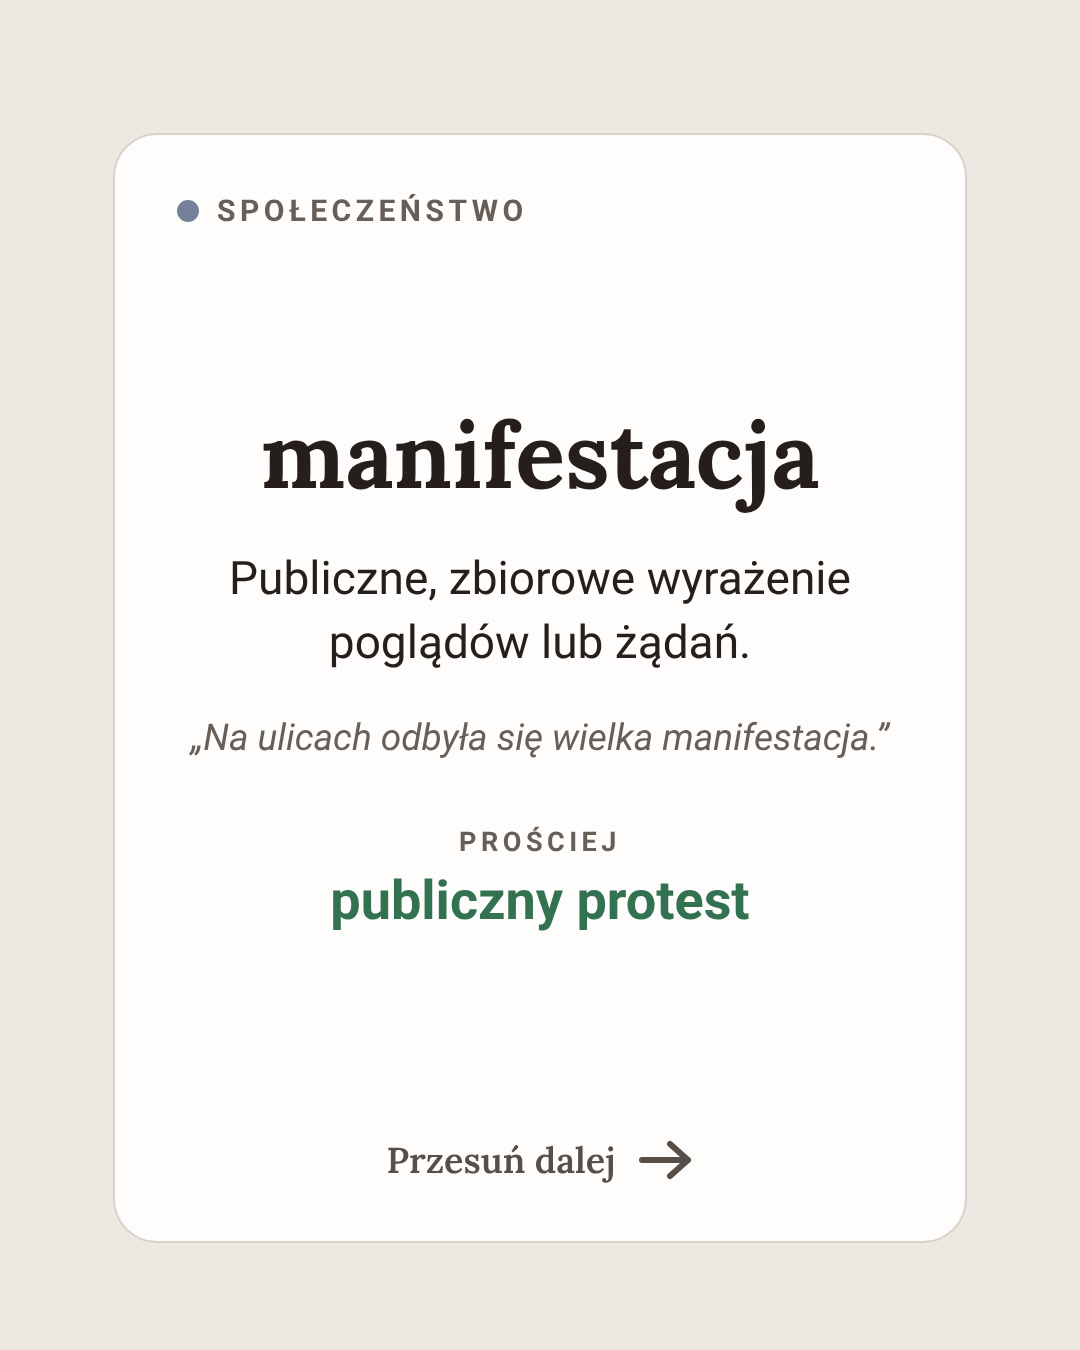 SPOŁECZEŃSTWO
manifestacja
Publiczne, zbiorowe wyrażenie
poglądów lub żądań.
„Na ulicach odbyła się wielka manifestacja.”
PROŚCIEJ
publiczny protest
Przesuń dalej →